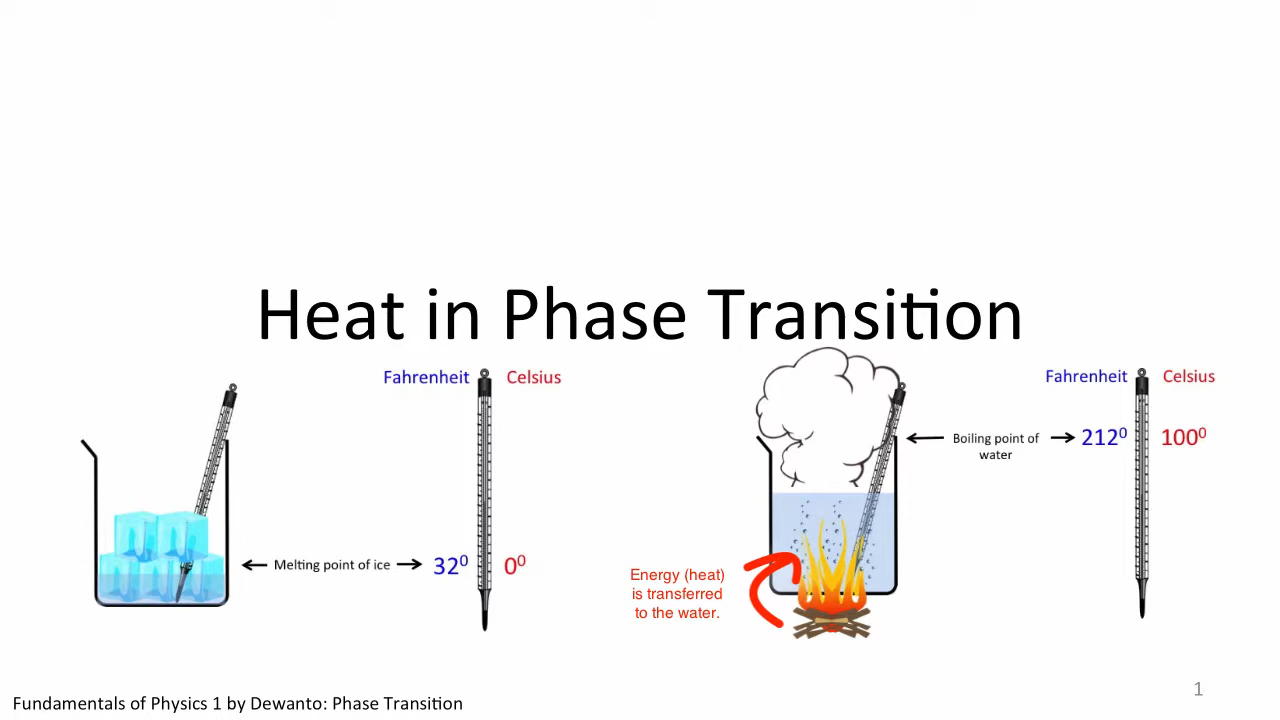 Heat in Phase Transition
Fahrenheit Celsius
Melting point of ice
32⁰ 0⁰
Fahrenheit Celsius
Boiling point of
water
212⁰ 100⁰
Energy (heat)
is transferred
to the water.
Fundamentals of Physics 1 by Dewanto: Phase Transition
1